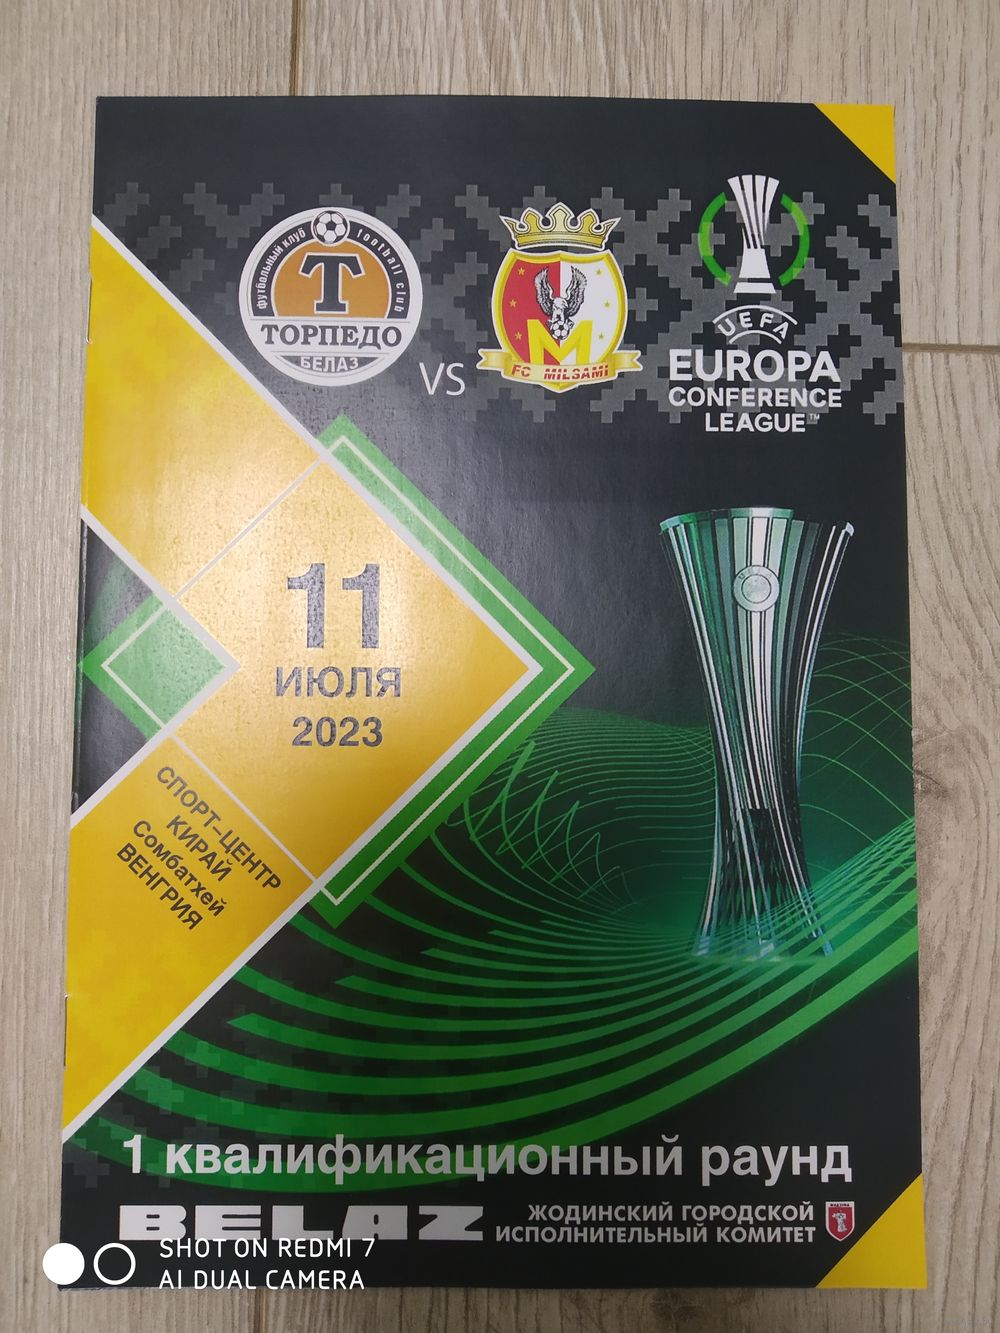 футбольный клуб football club
Т
ТОРПЕДО
БЕЛАЗ
VS
M
FC MILSAMI
UEFA
EUROPA
CONFERENCE
LEAGUE™
11
ИЮЛЯ
2023
СПОРТ-ЦЕНТР
КИРАЙ
Сомбатхей
ВЕНГРИЯ
1 квалификационный раунд
BELAZ
ЖОДИНСКИЙ ГОРОДСКОЙ
ИСПОЛНИТЕЛЬНЫЙ КОМИТЕТ
SHOT ON REDMI 7
AI DUAL CAMERA